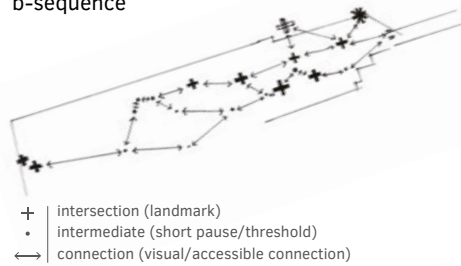 b-sequence
intersection (landmark)
intermediate (short pause/threshold)
connection (visual/accessible connection)